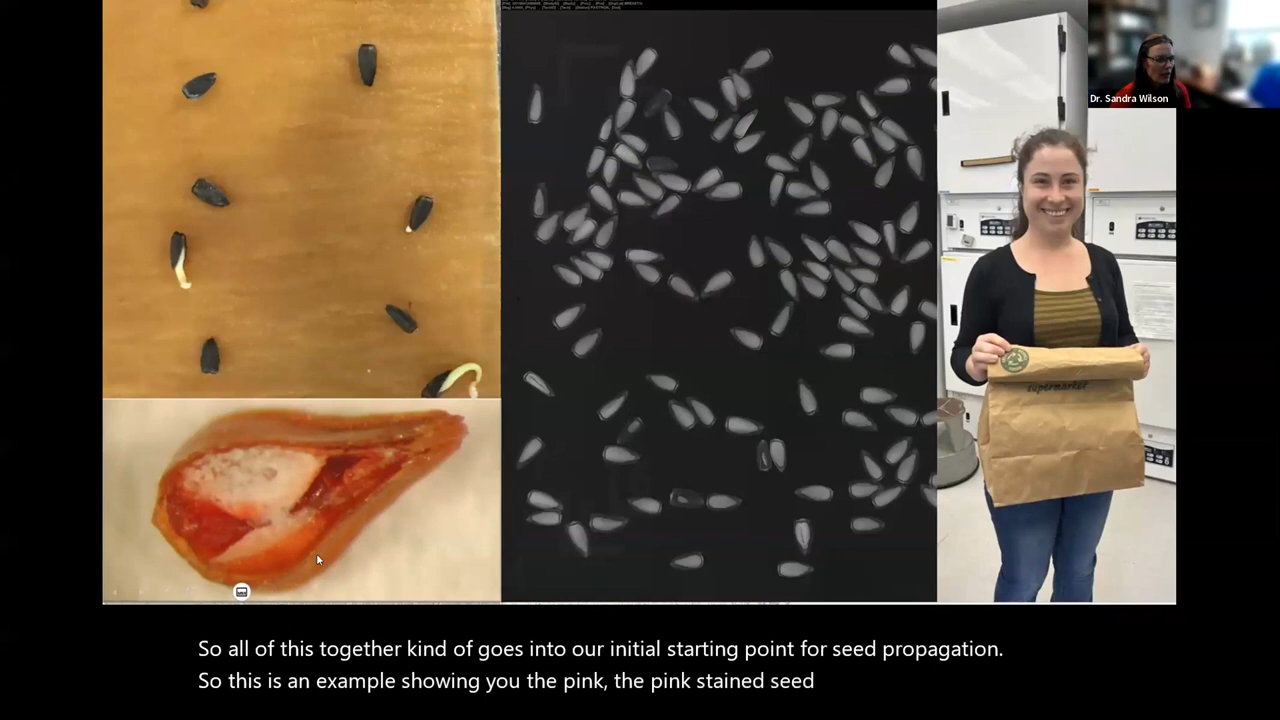 Dr. Sandra Wilson
supermarket
So all of this together kind of goes into our initial starting point for seed propagation.
So this is an example showing you the pink, the pink stained seed